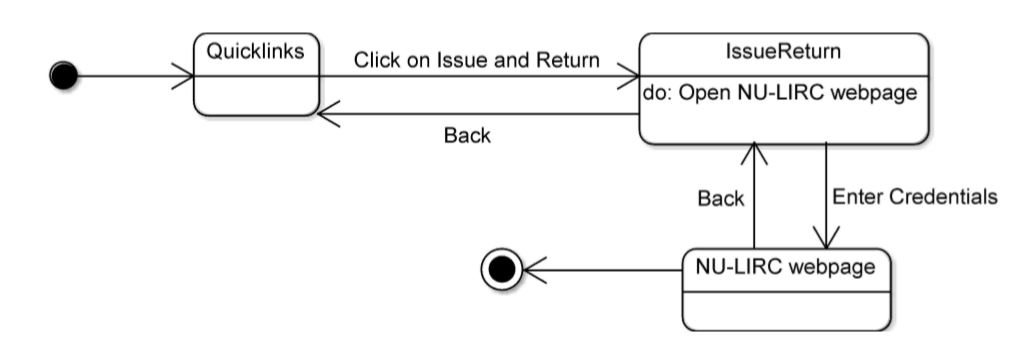 Quicklinks
Click on Issue and Return
IssueReturn
do: Open NU-LIRC webpage
Back
Back
Enter Credentials
NU-LIRC webpage